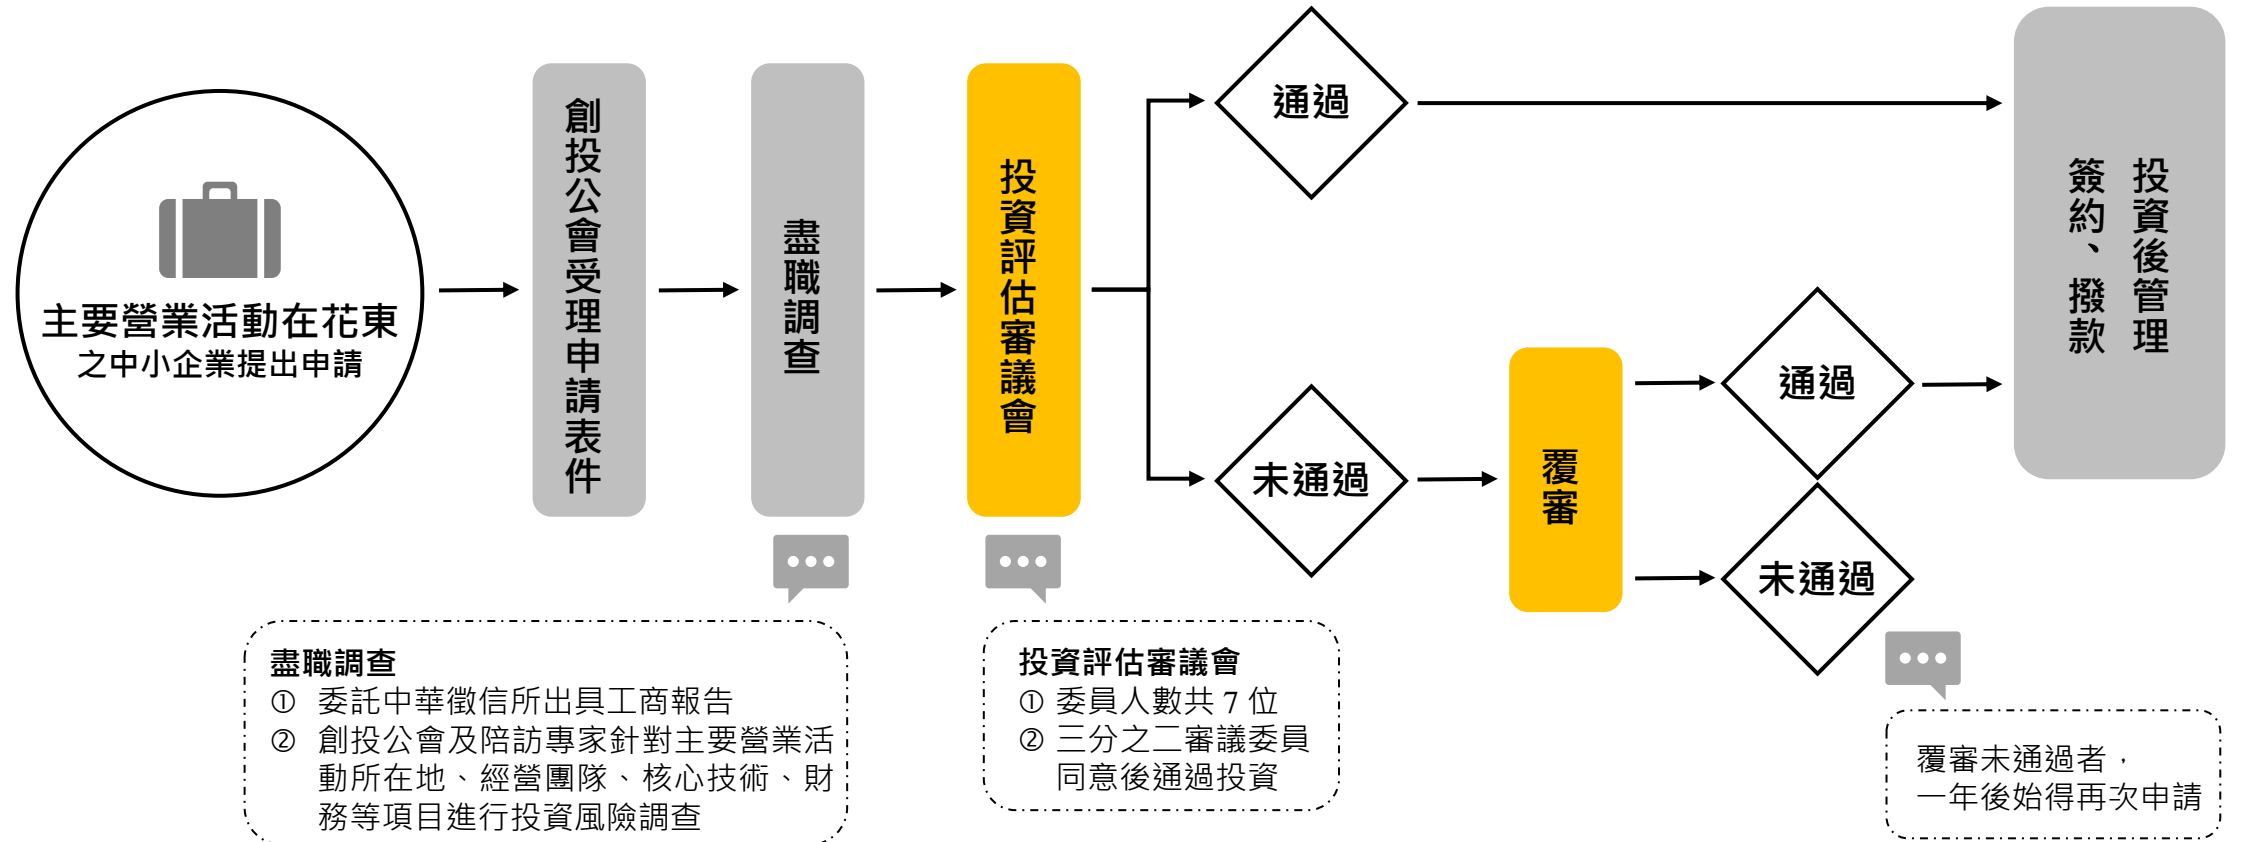 主要營業活動在花東
之中小企業提出申請
創投公會受理申請表件
盡職調查
投資評估審議會
通過
未通過
覆審
通過
未通過
投資後管理
簽約、撥款
盡職調查
① 委託中華徵信所出具工商報告
② 創投公會及陪訪專家針對主要營業活
動所在地、經營團隊、核心技術、財
務等項目進行投資風險調查
投資評估審議會
① 委員人數共 7 位
② 三分之二審議委員
同意後通過投資
覆審未通過者，
一年後始得再次申請